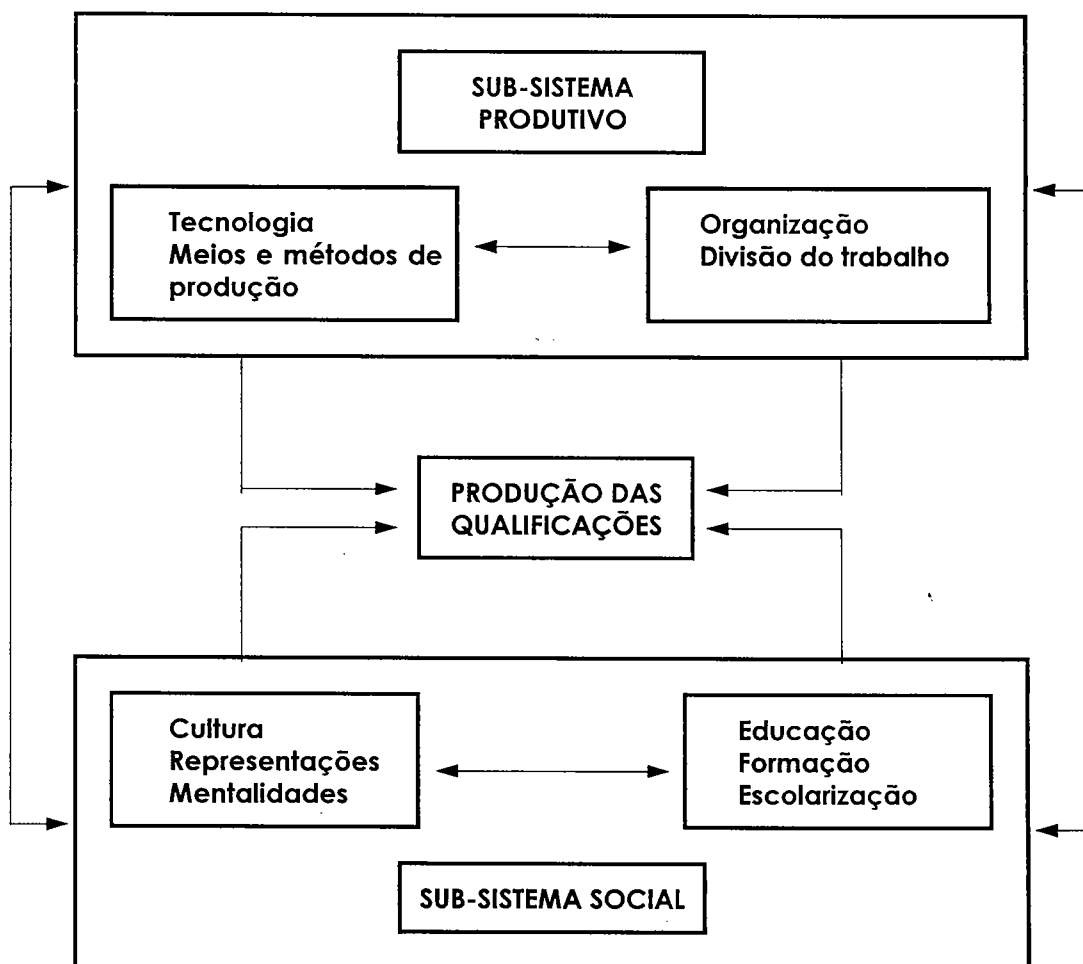 SUB-SISTEMA
PRODUTIVO
Tecnologia
Meios e métodos de
produção
Organização
Divisão do trabalho
PRODUÇÃO DAS
QUALIFICAÇÕES
Cultura
Representações
Mentalidades
Educação
Formação
Escolarização
SUB-SISTEMA SOCIAL